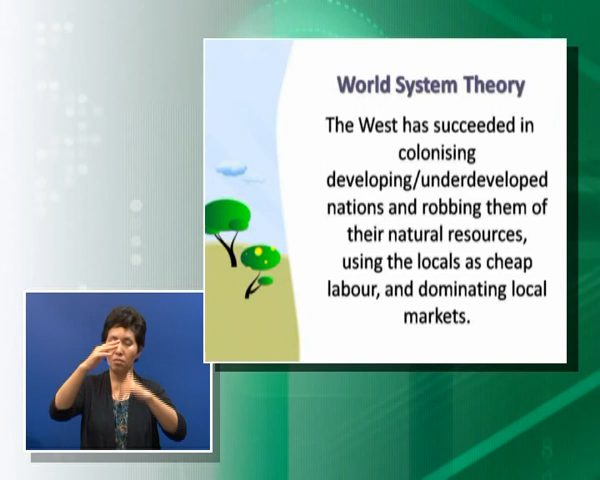 World System Theory
The West has succeeded in
colonising
developing/underdeveloped
nations and robbing them of
their natural resources,
using the locals as cheap
labour, and dominating local
markets.